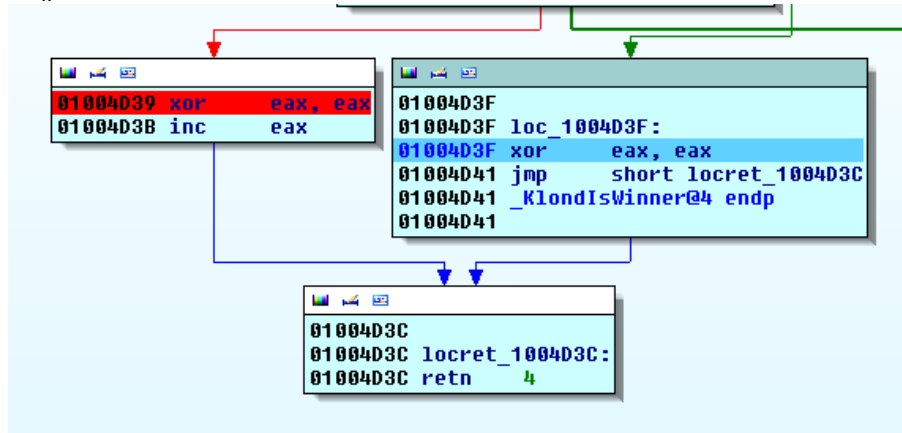 01004D39 xor     eax, eax
01004D3B inc     eax
01004D3F
01004D3F loc_1004D3F:
01004D3F xor     eax, eax
01004D41 jmp     short locret_1004D3C
01004D41 _KlondIsWinner@4 endp
01004D41
01004D3C
01004D3C locret_1004D3C:
01004D3C retn    4